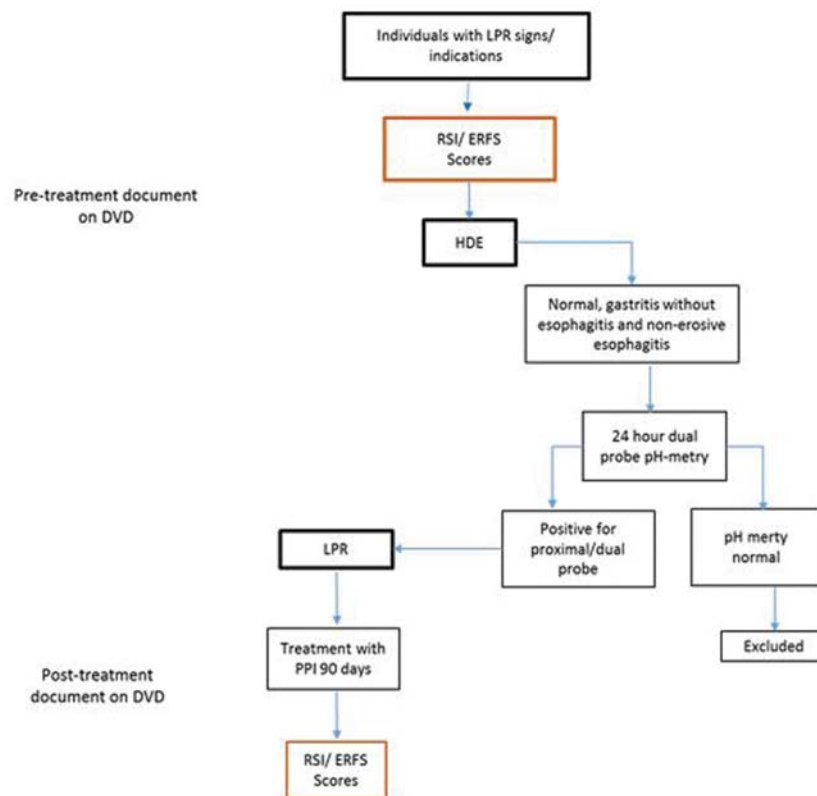 Individuals with LPR signs/
indications
RSI/ ERFS
Scores
Pre-treatment document
on DVD
HDE
Normal, gastritis without
esophagitis and non-erosive
esophagitis
24 hour dual
probe pH-metry
LPR
Positive for
proximal/dual
probe
pH merty
normal
Treatment with
PPI 90 days
Excluded
Post-treatment
document on DVD
RSI/ ERFS
Scores